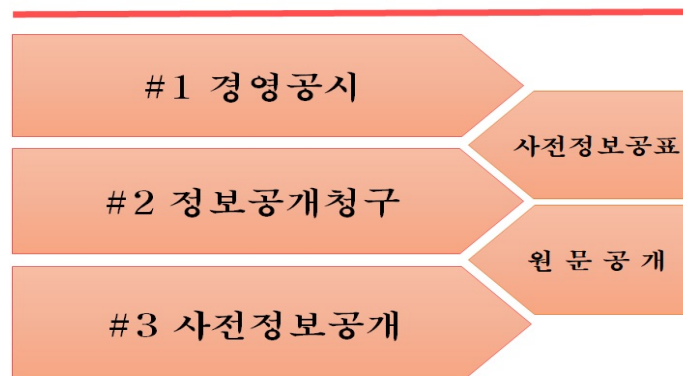 #1 경영공시
사전정보공표
#2 정보공개청구
원 문 공 개
#3 사전정보공개